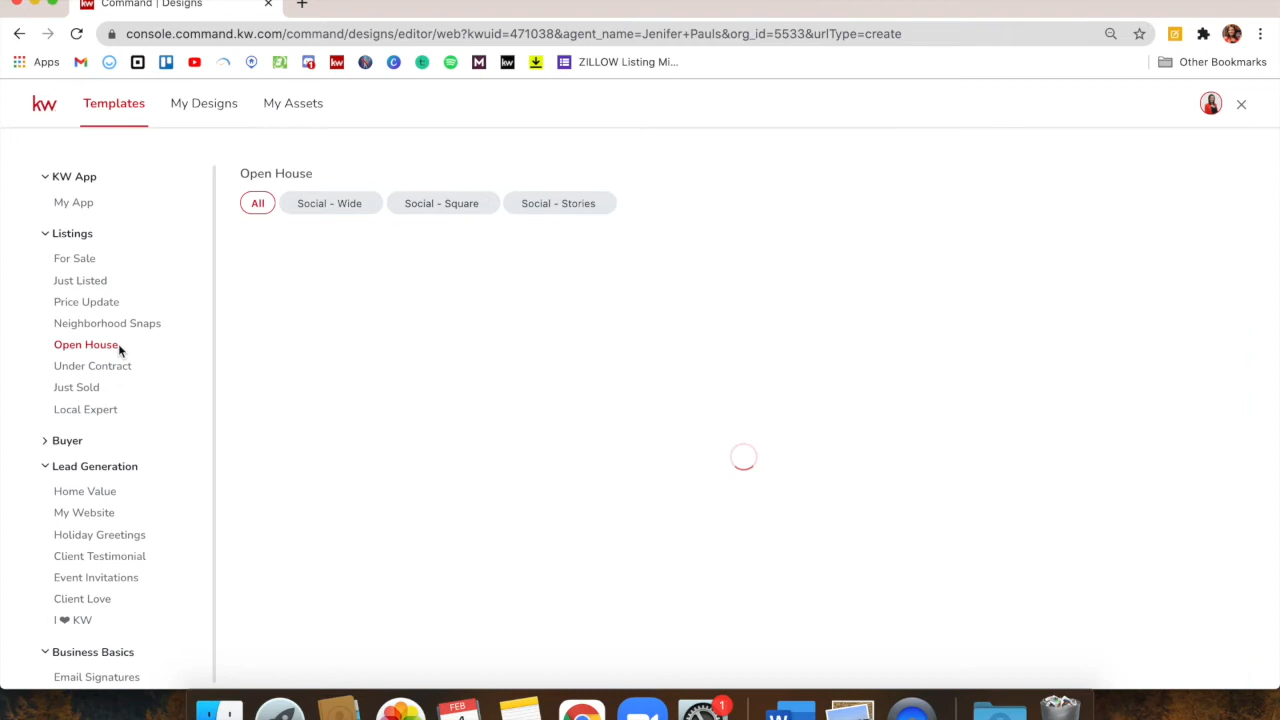 Command | Designs
console.command.kw.com/command/designs/editor/web?kwuid=471038&agent_name=Jenifer+Pauls&org_id=5533&urlType=create
Apps
kw
kw
ZILLOW Listing Mi...
Other Bookmarks
kw
Templates
My Designs
My Assets
KW App
My App
Listings
For Sale
Just Listed
Price Update
Neighborhood Snaps
Open House
Under Contract
Just Sold
Local Expert
Buyer
Lead Generation
Home Value
My Website
Holiday Greetings
Client Testimonial
Event Invitations
Client Love
I ❤ KW
Business Basics
Email Signatures
Open House
All
Social - Wide
Social - Square
Social - Stories
FEB
1